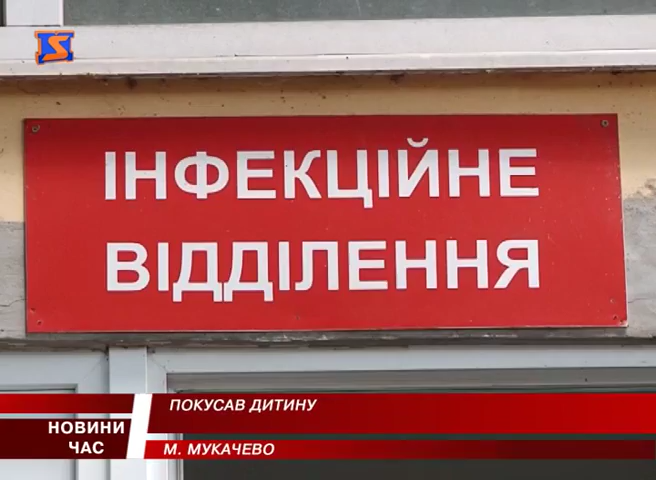 ІНФЕКЦІЙНЕ
ВІДДІЛЕННЯ
ПОКУСАВ ДИТИНУ
НОВИНИ
ЧАС
М. МУКАЧЕВО